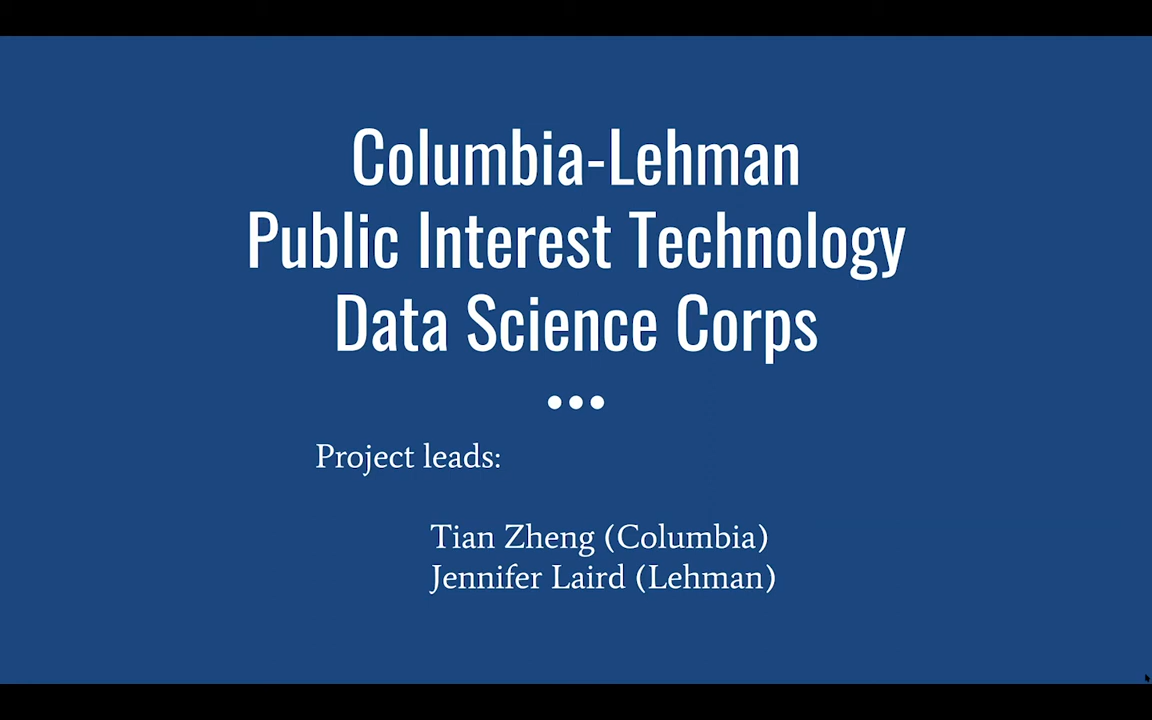 Columbia-Lehman
Public Interest Technology
Data Science Corps
Project leads:
Tian Zheng (Columbia)
Jennifer Laird (Lehman)